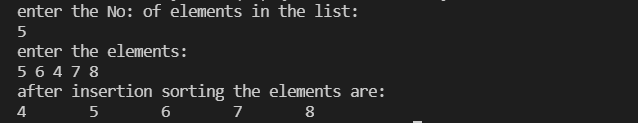 enter the No: of elements in the list:
5
enter the elements:
5 6 4 7 8
after insertion sorting the elements are:
4 5 6 7 8